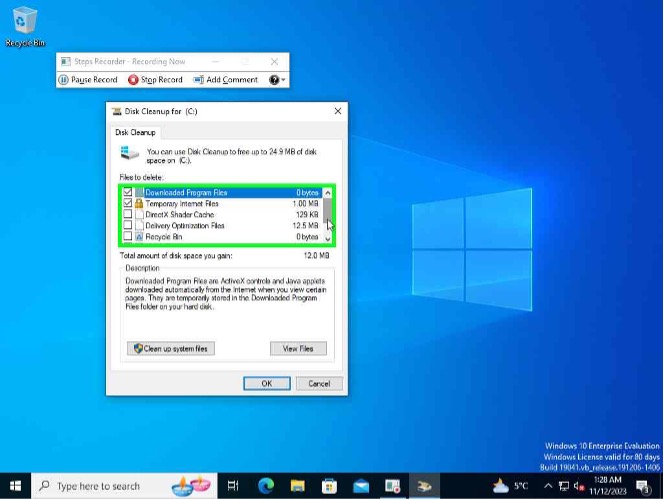 Recycle Bin
Steps Recorder - Recording Now
Pause Record Stop Record Add Comment
Disk Cleanup for (C:)
Disk Cleanup
You can use Disk Cleanup to free up to 24.9 MB of disk
space on (C:).
Files to delete:
Downloaded Program Files 0 bytes
Temporary Internet Files 1.00 MB
DirectX Shader Cache 129 KB
Delivery Optimization Files 12.5 MB
Recycle Bin 0 bytes
Total amount of disk space you gain: 12.0 MB
Description
Downloaded Program Files are ActiveX controls and Java applets
downloaded automatically from the Internet when you view certain
pages. They are temporarily stored in the Downloaded Program
Files folder on your hard disk.
Clean up system files View Files
OK Cancel
Windows 10 Enterprise Evaluation
Windows License valid for 80 days
Build 19041.vb_release.191206-1406
Type here to search
5°C
1:28 AM
11/12/2023